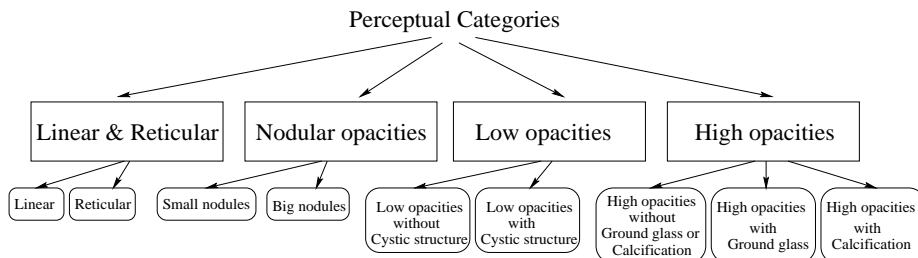 Perceptual Categories
Linear & Reticular
Nodular opacities
Low opacities
High opacities
Linear
Reticular
Small nodules
Big nodules
Low opacities
without
Cystic structure
Low opacities
with
Cystic structure
High opacities
without
Ground glass or
Calcification
High opacities
with
Ground glass
High opacities
with
Calcification